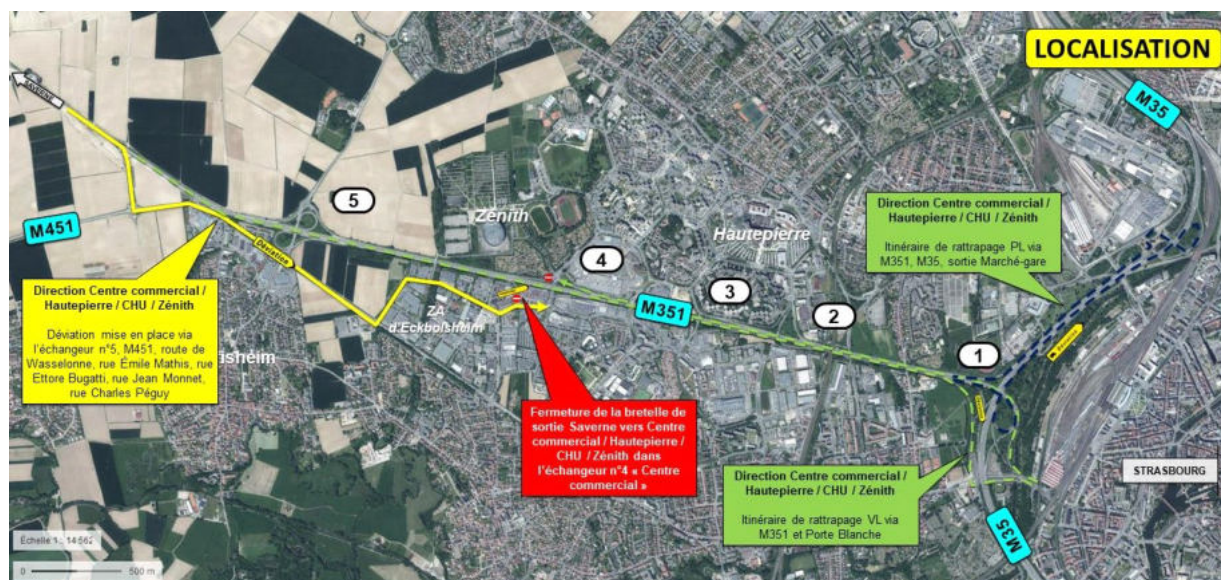 LOCALISATION
SAVERNE
M35
5
M451
Zénith
Direction Centre commercial /
Hautepierre / CHU / Zénith
Itinéraire de rattrapage PL via
M351, M35, sortie Marché-gare
Hautepierre
Déviation
4
3
M351
2
Direction Centre commercial /
Hautepierre / CHU / Zénith
Déviation mise en place via
l'échangeur n°5, M451, route de
Wasselonne, rue Émile Mathis, rue
Ettore Bugatti, rue Jean Monnet,
rue Charles Péguy
ZA
d'Eckbolsheim
isheim
1
Fermeture de la bretelle de
sortie Saverne vers Centre
commercial / Hautepierre /
CHU / Zénith dans
l'échangeur n°4 « Centre
commercial »
Direction Centre commercial /
Hautepierre / CHU / Zénith
Itinéraire de rattrapage VL via
M351 et Porte Blanche
STRASBOURG
M35
Échelle 1 : 14 562
0 500 m